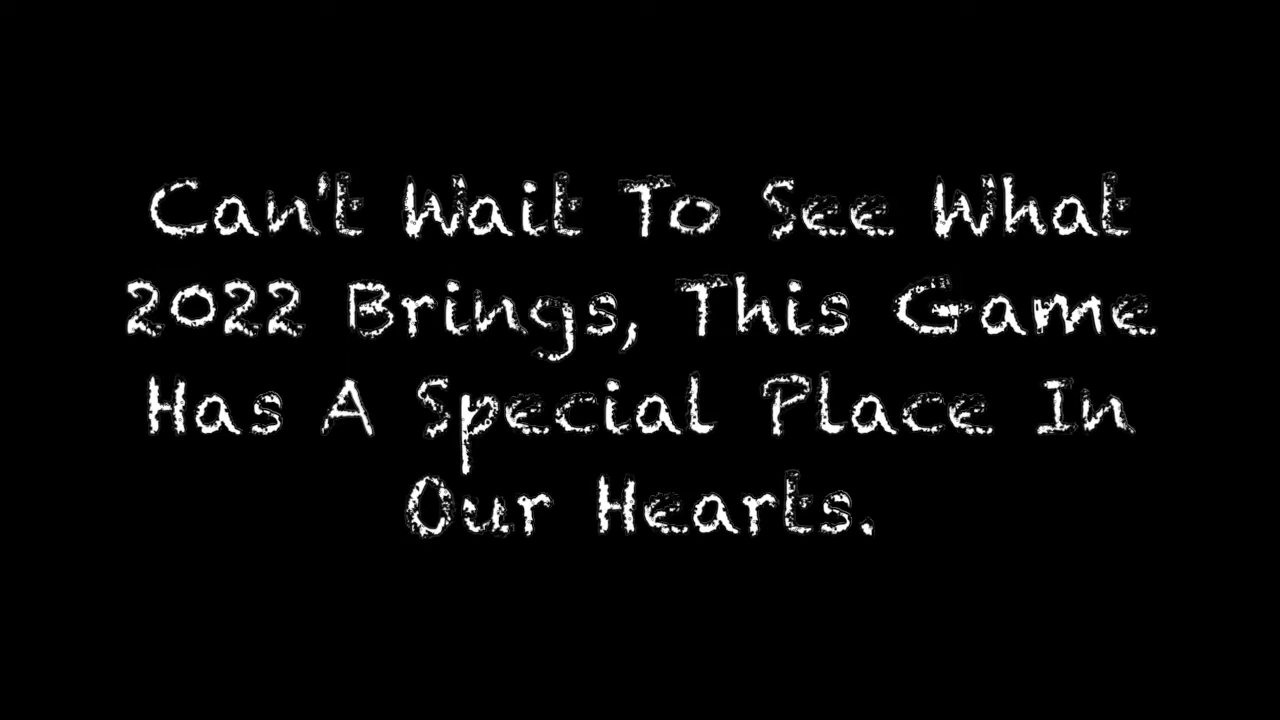 Can't Wait To See What
2022 Brings, This Game
Has A Special Place In
Our Hearts.